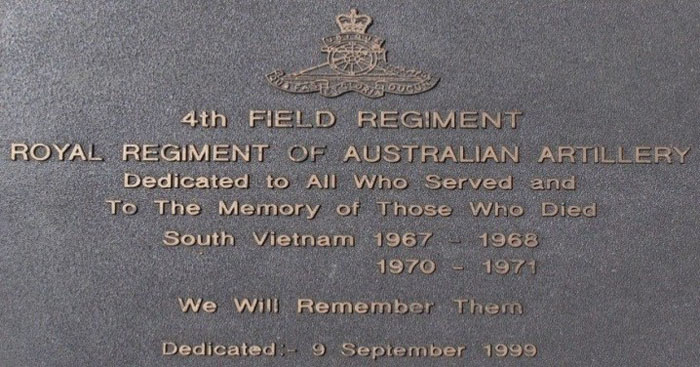 4th FIELD REGIMENT
ROYAL REGIMENT OF AUSTRALIAN ARTILLERY
Dedicated to All Who Served and
To The Memory of Those Who Died
South Vietnam 1967 - 1968
1970 - 1971
We Will Remember Them
Dedicated:- 9 September 1999